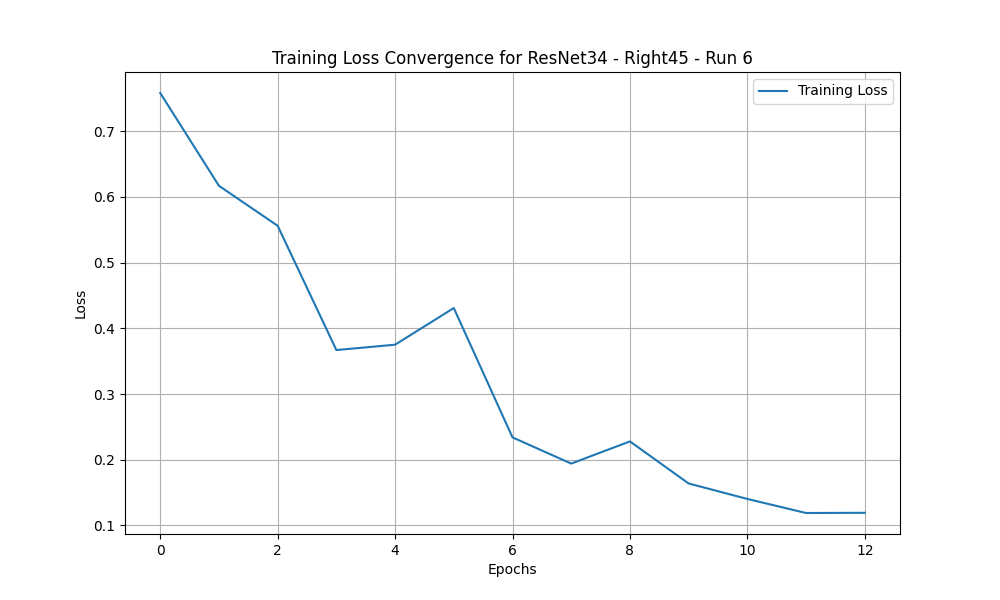 Training Loss Convergence for ResNet34 - Right45 - Run 6
Training Loss
0.7
0.6
0.5
0.4
0.3
0.2
0.1
Loss
0 2 4 6 8 10 12
Epochs